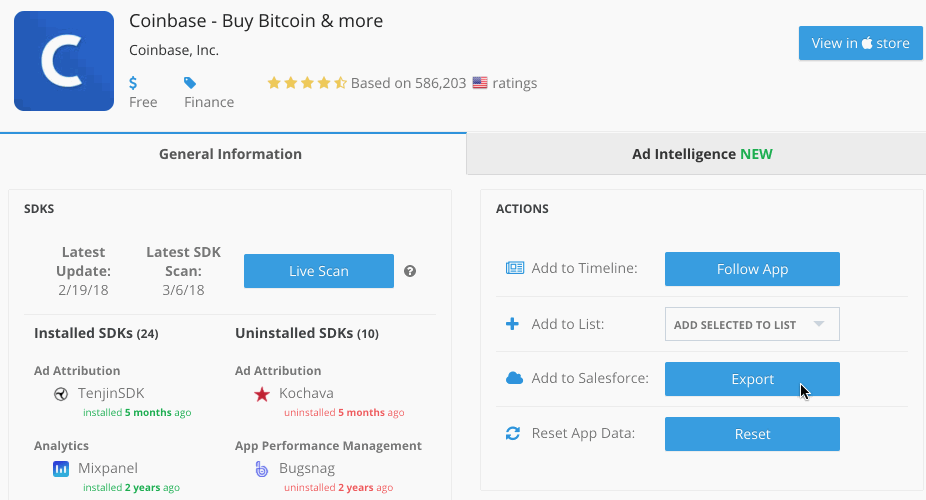 Coinbase - Buy Bitcoin & more
Coinbase, Inc.
View in store
Free
Finance
Based on 586,203 ratings
General Information
Ad Intelligence NEW
SDKS
Latest Update: 2/19/18
Latest SDK Scan: 3/6/18
Live Scan
Installed SDKs (24)
Ad Attribution
TenjinSDK
installed 5 months ago
Analytics
Mixpanel
installed 2 years ago
Uninstalled SDKs (10)
Ad Attribution
Kochava
uninstalled 5 months ago
App Performance Management
Bugsnag
uninstalled 2 years ago
ACTIONS
Add to Timeline: Follow App
Add to List: ADD SELECTED TO LIST
Add to Salesforce: Export
Reset App Data: Reset